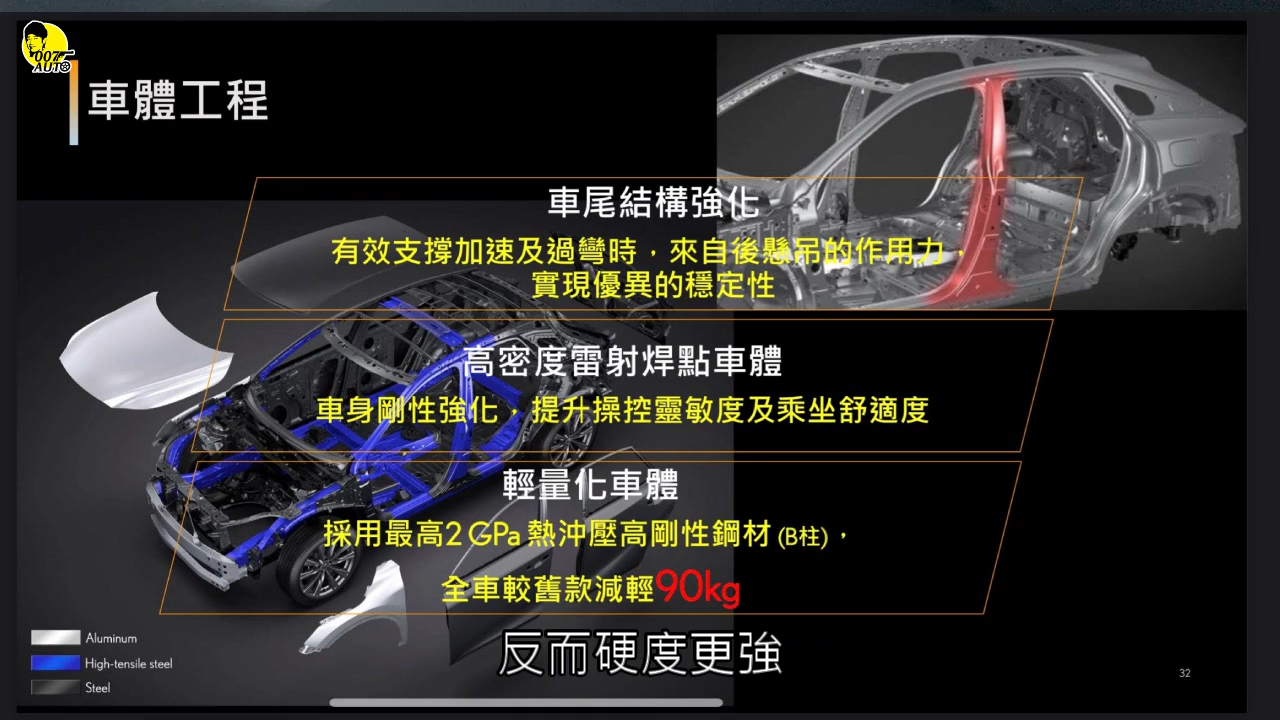 007
AUTO
車體工程
車尾結構強化
有效支撐加速及過彎時，來自後懸吊的作用力，
實現優異的穩定性
高密度雷射焊點車體
車身剛性強化，提升操控靈敏度及乘坐舒適度
輕量化車體
採用最高2 GPa 熱沖壓高剛性鋼材 (B柱)，
全車較舊款減輕90kg
反而硬度更強
Aluminum
High-tensile steel
Steel
32